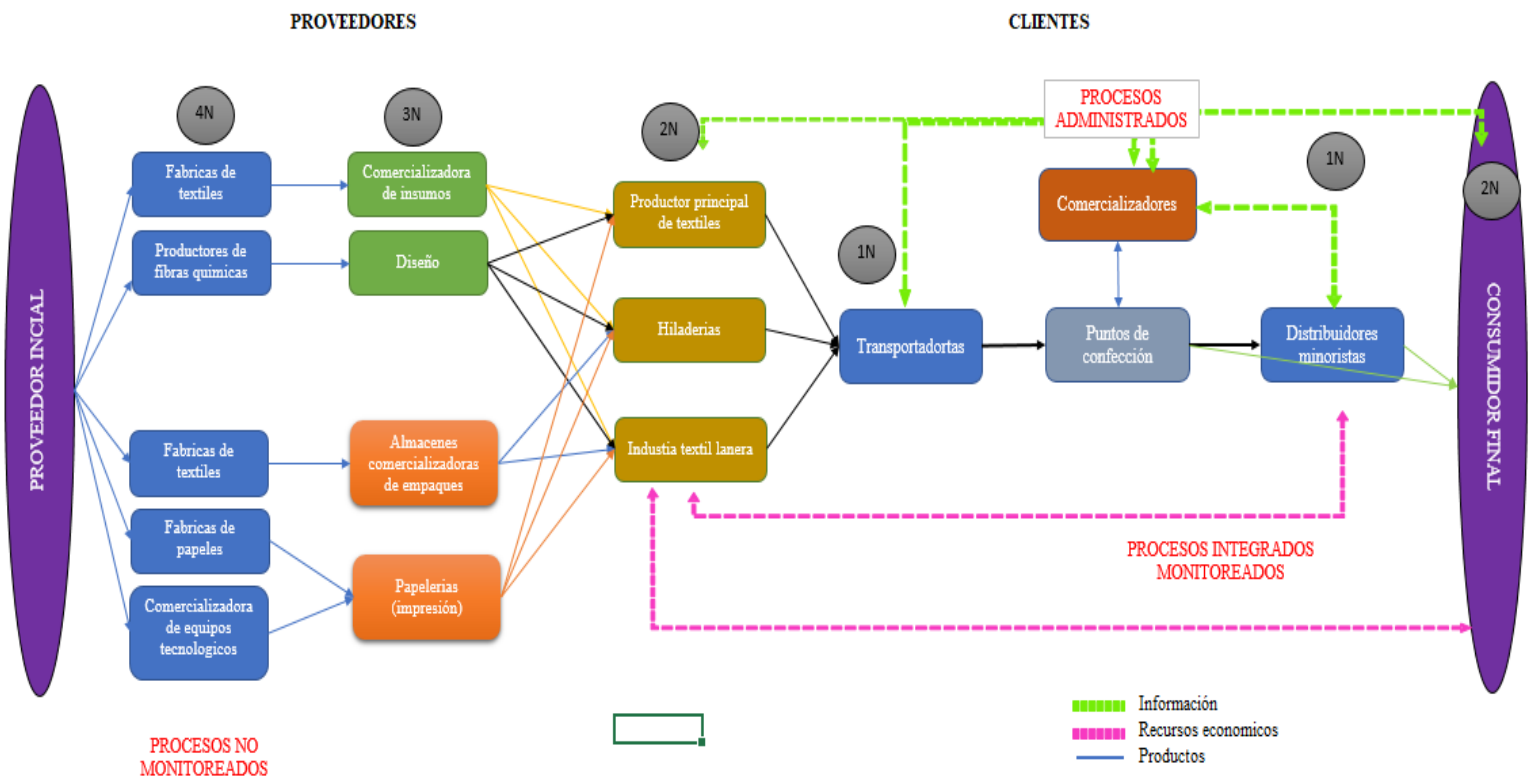 PROVEEDORES
CLIENTES
4N
3N
2N
1N
PROCESOS
ADMINISTRADOS
1N
2N
PROVEEDOR INCIAL
Fabricas de
textiles
Productores de
fibras quimicas
Fabricas de
textiles
Fabricas de
papeles
Comercializadora
de equipos
tecnologicos
Comercializadora
de insumos
Diseño
Almacenes
comercializadoras
de empaques
Papelerias
(impresión)
Productor principal
de textiles
Hiladerias
Industia textil lanera
Transportadortas
Comercializadores
Puntos de
confección
Distribuidores
minoristas
CONSUMIDOR FINAL
PROCESOS INTEGRADOS
MONITOREADOS
PROCESOS NO
MONITOREADOS
Información
Recursos economicos
Productos